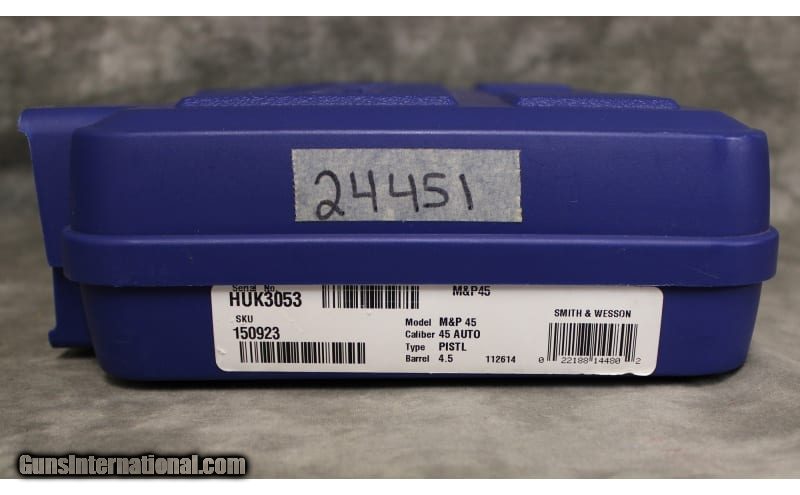 24451
Serial No.
HUK3053
M&P45
SKU
150923
Model M&P 45
Caliber 45 AUTO
Type PISTL
Barrel 4.5
112614
SMITH & WESSON
0 22188 14480 2
GunsInternational.com